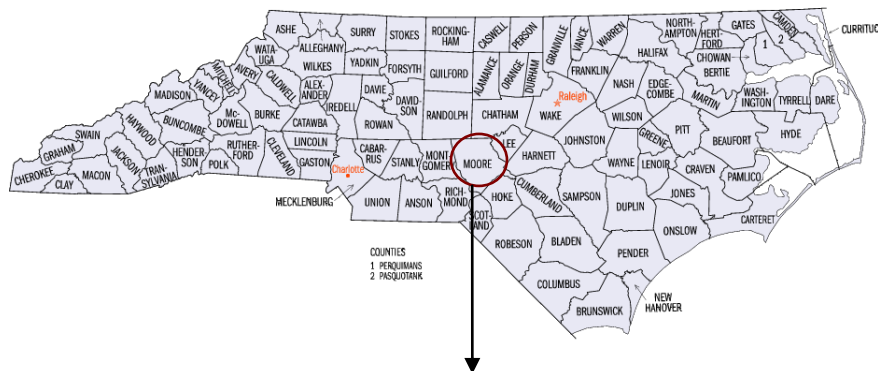 ASHE
ALLEGHANY
SURRY
STOKES
ROCKING-
HAM
CASWELL
PERSON
GRANVILLE
VANCE
WARREN
NORTH-
AMPTON
GATES
CAMDEN
CURRITUC
HERT-
FORD
HALIFAX
CHOWAN
1
2
BERTIE
WATA-
UGA
WILKES
YADKIN
FORSYTH
GUILFORD
ALAMANCE
ORANGE
DURHAM
FRANKLIN
NASH
EDGE-
COMBE
MARTIN
WASH-
INGTON
TYRRELL
DARE
MITCHELL
AVERY
CALDWELL
ALEX-
ANDER
IREDELL
DAVIE
DAVID-
SON
RANDOLPH
CHATHAM
Raleigh
WAKE
WILSON
MADISON
YANCEY
McDOWELL
BURKE
CATAWBA
ROWAN
PITT
BEAUFORT
HYDE
SWAIN
HAYWOOD
BUNCOMBE
RUTHER-
FORD
CLEVELAND
LINCOLN
GASTON
CABAR-
RUS
STANLY
MONT-
GOMERY
MOORE
LEE
HARNETT
JOHNSTON
WAYNE
GREENE
LENOIR
CRAVEN
PAMLICO
GRAHAM
CHEROKEE
CLAY
MACON
JACKSON
TRAN-
SYLVANIA
HENDER
SON
POLK
Charlotte
MECKLENBURG
UNION
ANSON
RICH-
MOND
SCOT-
LAND
HOKE
CUMBERLAND
SAMPSON
DUPLIN
JONES
ONSLOW
CARTERET
ROBESON
BLADEN
PENDER
COLUMBUS
BRUNSWICK
NEW
HANOVER
COUNTIES
1 PERQUIMANS
2 PASQUOTANK